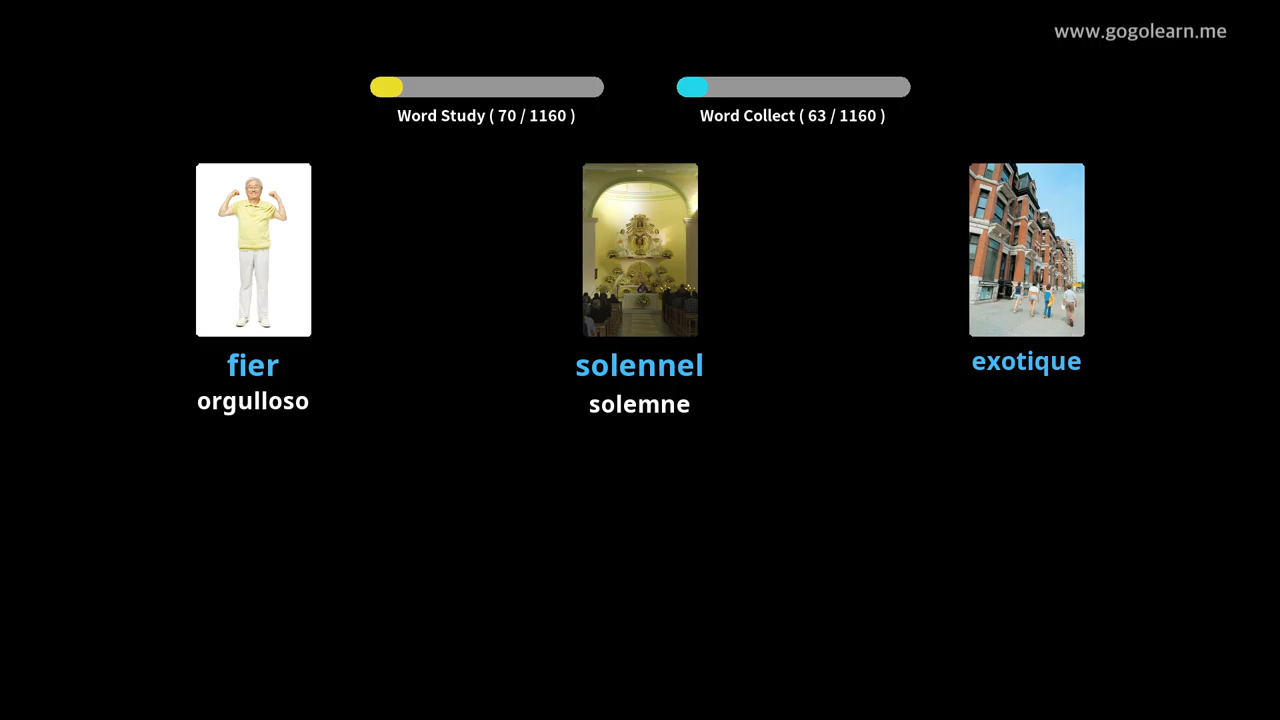 www.gogolearn.me
Word Study ( 70 / 1160 )
Word Collect ( 63 / 1160 )
fier
orgulloso
solennel
solemne
exotique